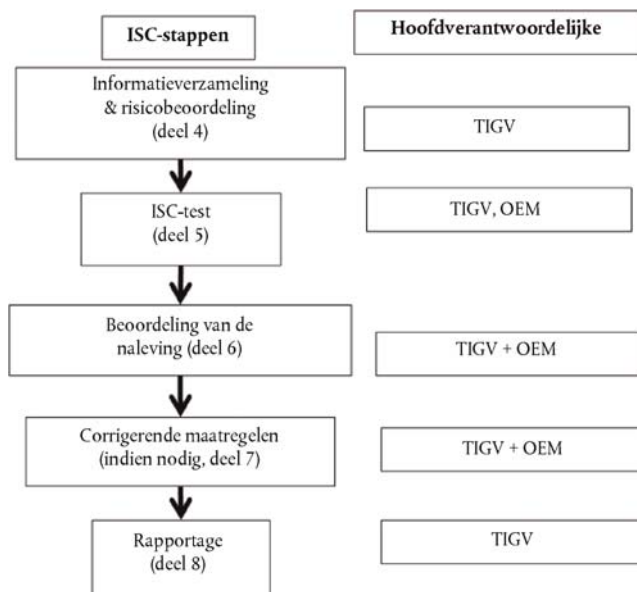 ISC-stappen
Hoofdverantwoordelijke
Informatieverzameling
& risicobeoordeling
(deel 4)
TIGV
ISC-test
(deel 5)
TIGV, OEM
Beoordeling van de
naleving (deel 6)
TIGV + OEM
Corrigerende maatregelen
(indien nodig, deel 7)
TIGV + OEM
Rapportage
(deel 8)
TIGV